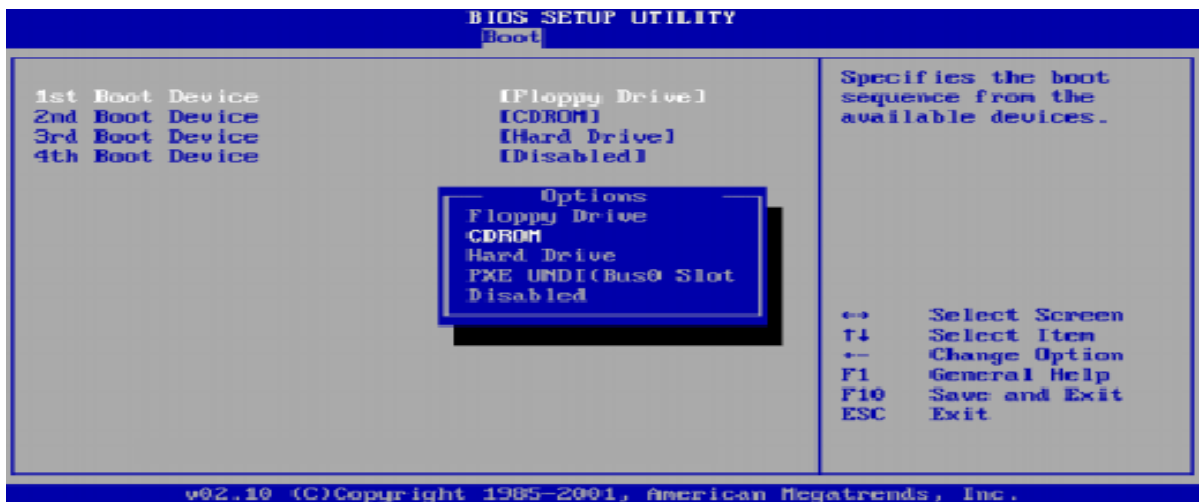 BIOS SETUP UTILITY
Boot
1st Boot Device [Floppy Drive]
2nd Boot Device [CDROM]
3rd Boot Device [Hard Drive]
4th Boot Device [Disabled]
Options
Floppy Drive
CDROM
Hard Drive
PXE UNDI(Bus0 Slot
Disabled
Specifies the boot
sequence from the
available devices.
↔ Select Screen
↑↓ Select Item
+- Change Option
F1 General Help
F10 Save and Exit
ESC Exit
v02.10 (C)Copyright 1985-2001, American Megatrends, Inc.